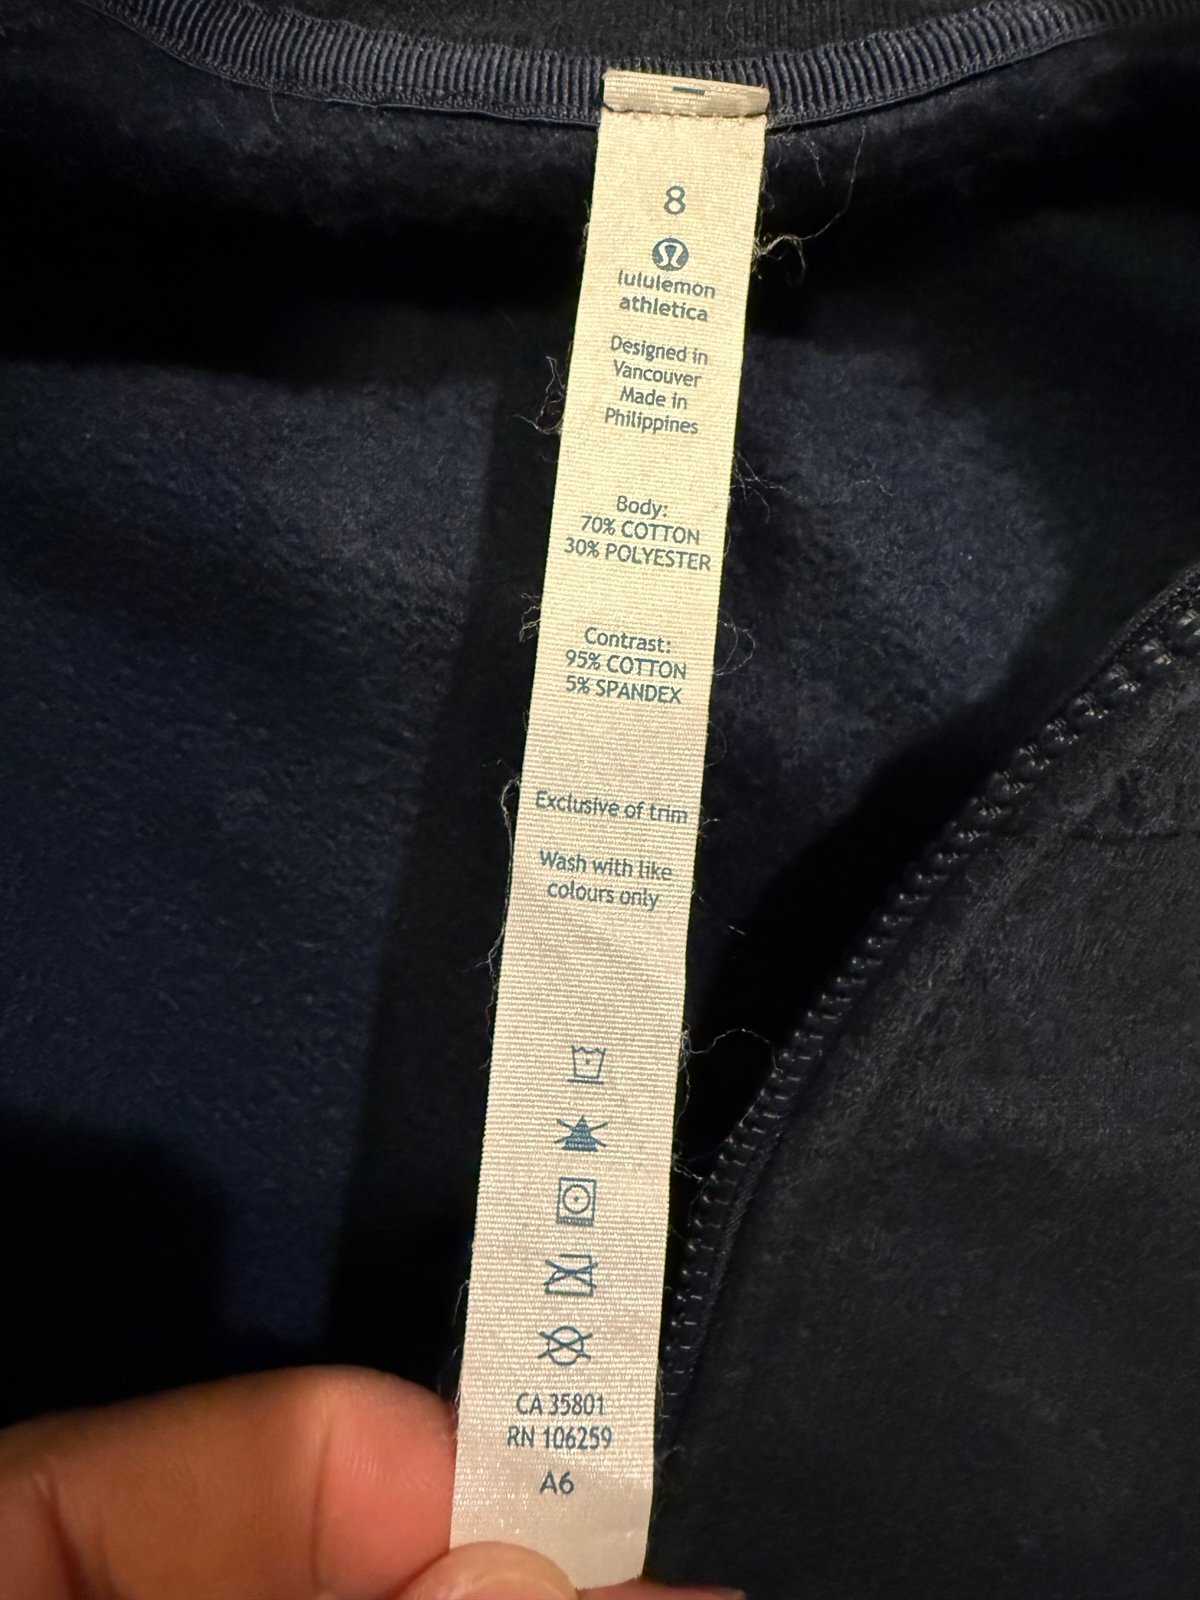 8
lululemon
athletica
Designed in
Vancouver
Made in
Philippines
Body:
70% COTTON
30% POLYESTER
Contrast:
95% COTTON
5% SPANDEX
Exclusive of trim
Wash with like
colours only
CA 35801
RN 106259
A6